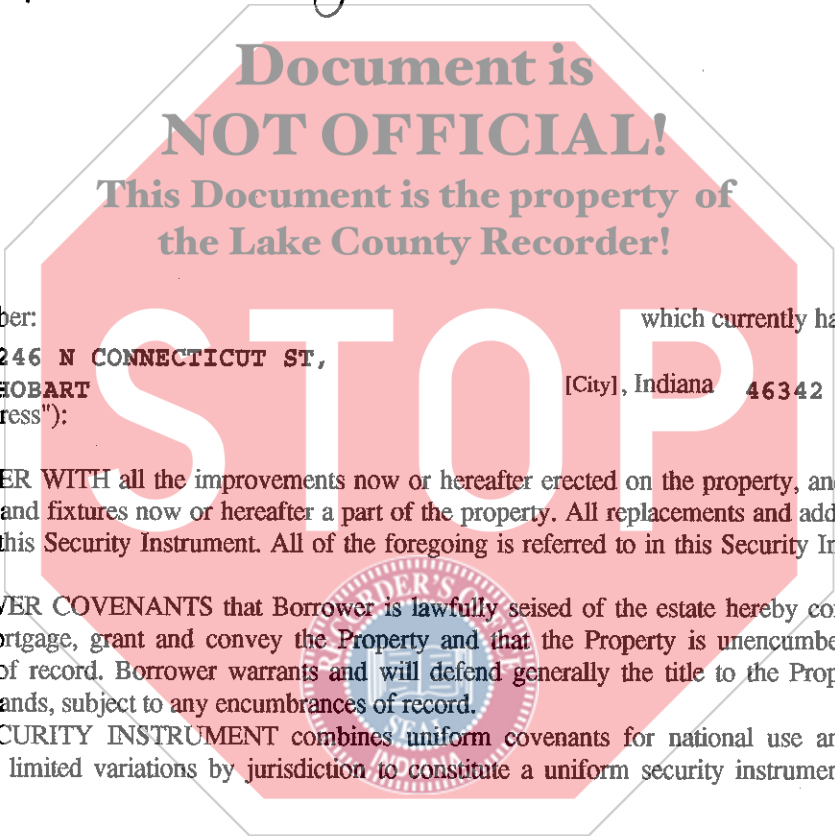 Document is
NOT OFFICIAL!
This Document is the property of
the Lake County Recorder!
ber: which currently ha
246 N CONNECTICUT ST,
HOBART [City], Indiana 46342
ress"):
STOP
ER WITH all the improvements now or hereafter erected on the property, an
and fixtures now or hereafter a part of the property. All replacements and add
this Security Instrument. All of the foregoing is referred to in this Security In
VER COVENANTS that Borrower is lawfully seised of the estate hereby co
ortgage, grant and convey the Property and that the Property is unencumbe
of record. Borrower warrants and will defend generally the title to the Prop
ands, subject to any encumbrances of record.
CURITY INSTRUMENT combines uniform covenants for national use an
limited variations by jurisdiction to constitute a uniform security instrumen
RECORDER'S OFFICE
SEAL
INDIANA